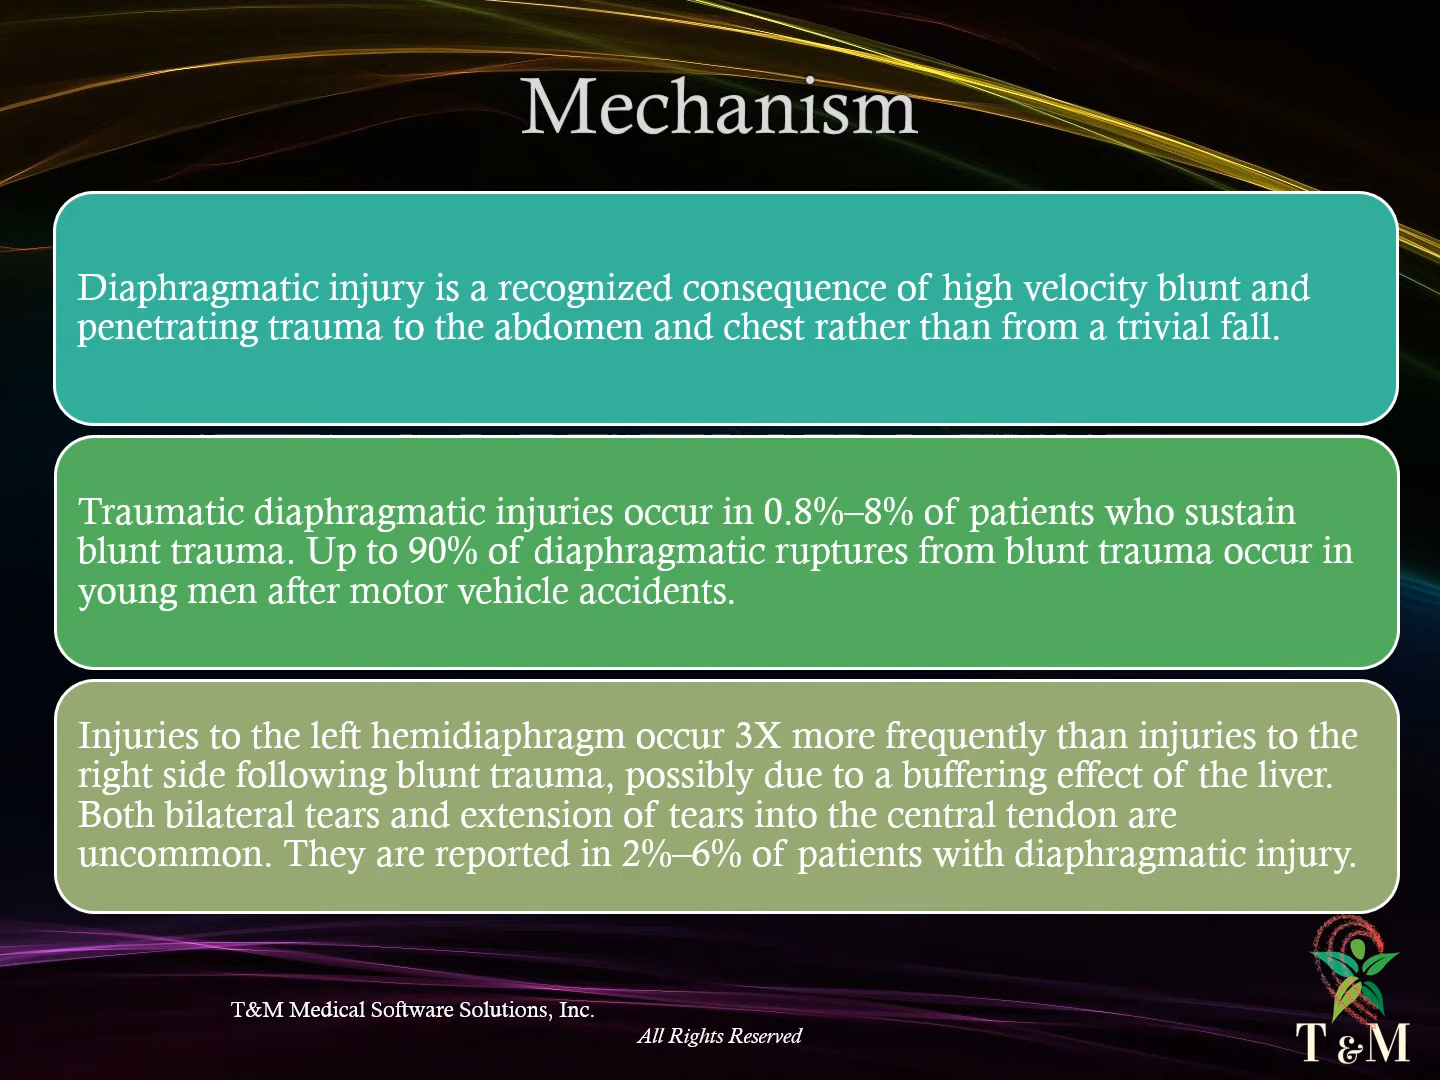 Mechanism
Diaphragmatic injury is a recognized consequence of high velocity blunt and
penetrating trauma to the abdomen and chest rather than from a trivial fall.
Traumatic diaphragmatic injuries occur in 0.8%–8% of patients who sustain
blunt trauma. Up to 90% of diaphragmatic ruptures from blunt trauma occur in
young men after motor vehicle accidents.
Injuries to the left hemidiaphragm occur 3X more frequently than injuries to the
right side following blunt trauma, possibly due to a buffering effect of the liver.
Both bilateral tears and extension of tears into the central tendon are
uncommon. They are reported in 2%–6% of patients with diaphragmatic injury.
T&M Medical Software Solutions, Inc.
All Rights Reserved
T & M